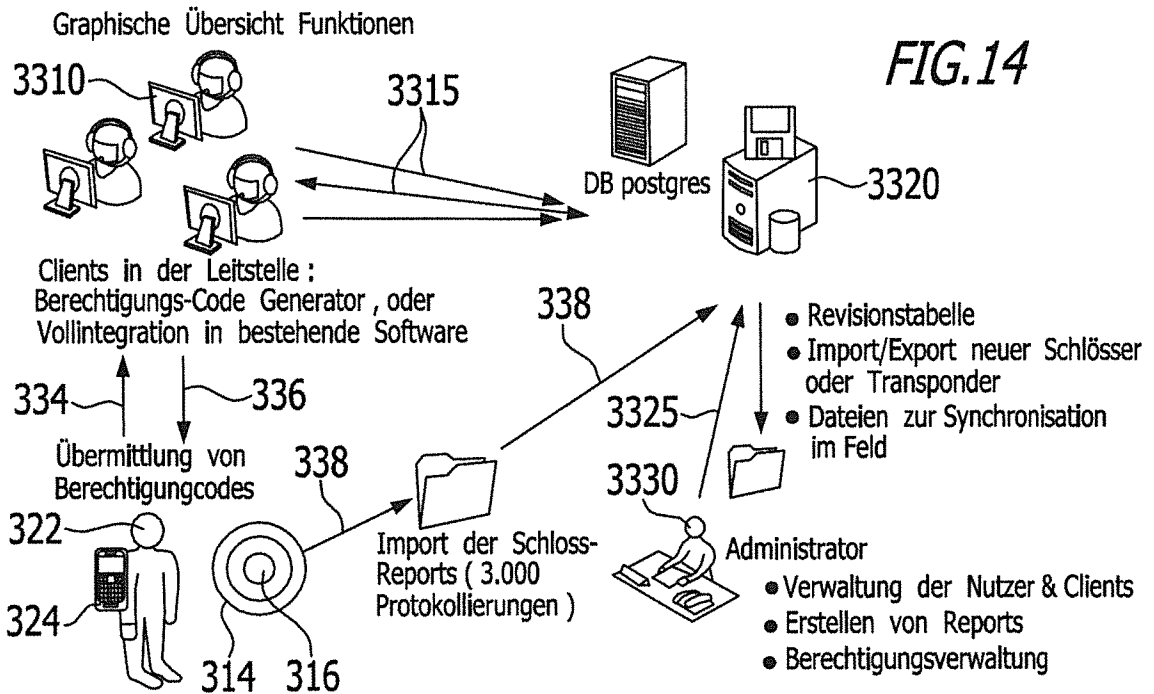 Graphische Übersicht Funktionen
FIG.14
3310
3315
DB postgres
3320
Clients in der Leitstelle :
Berechtigungs-Code Generator , oder
Vollintegration in bestehende Software
334
336
338
3325
• Revisionstabelle
• Import/Export neuer Schlösser
oder Transponder
• Dateien zur Synchronisation
im Feld
Übermittlung von
Berechtigungcodes
322
324
314
316
338
Import der Schloss-
Reports ( 3.000
Protokollierungen )
3330
Administrator
• Verwaltung der Nutzer & Clients
• Erstellen von Reports
• Berechtigungsverwaltung